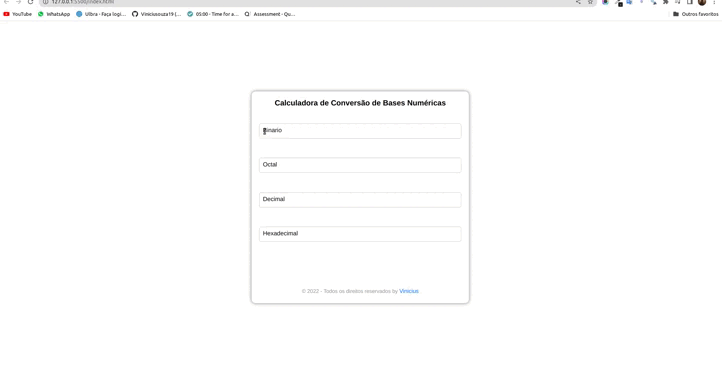 127.0.0.1:5500/index.html
YouTube WhatsApp Ulbra - Faça logi... Viniciusouza19 (... 05:00 - Time for a... Assessment - Qu... Outros favoritos
Calculadora de Conversão de Bases Numéricas
Binario
Octal
Decimal
Hexadecimal
© 2022 - Todos os direitos reservados by Vinicius